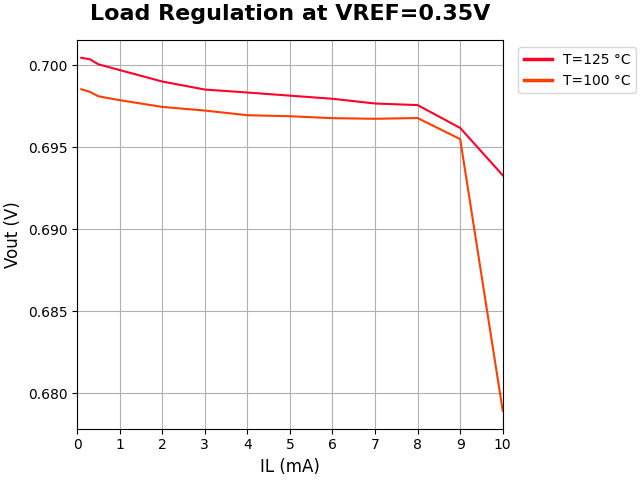 Load Regulation at VREF=0.35V
T=125 °C
T=100 °C
0.700
0.695
0.690
0.685
0.680
Vout (V)
0 1 2 3 4 5 6 7 8 9 10
IL (mA)